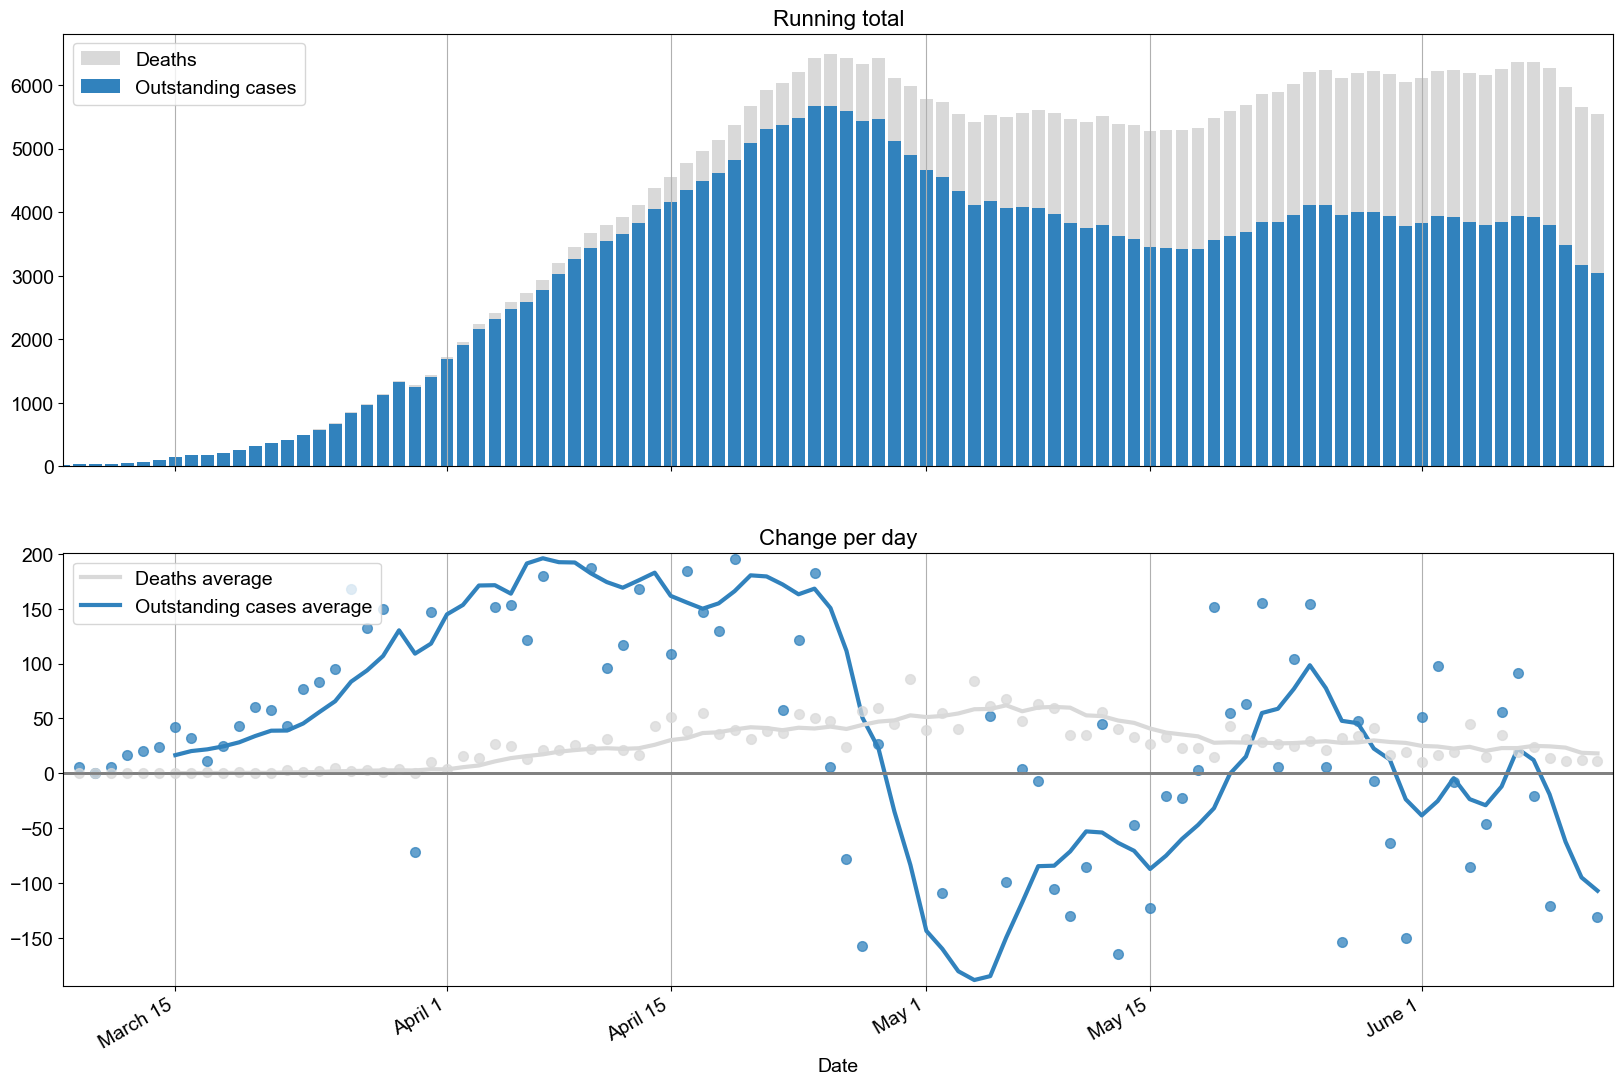 Running total
Deaths
Outstanding cases
6000
5000
4000
3000
2000
1000
0
Change per day
Deaths average
Outstanding cases average
200
150
100
50
0
−50
−100
−150
March 15
April 1
April 15
May 1
May 15
June 1
Date